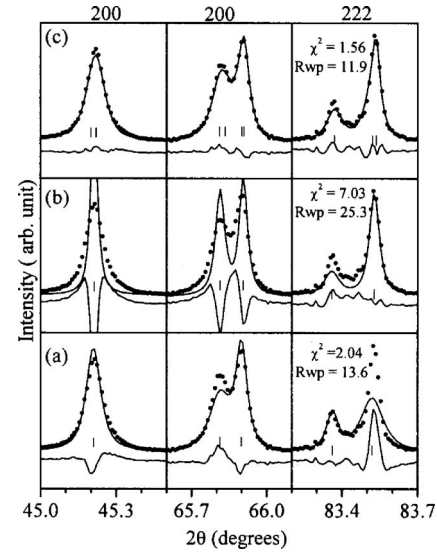 200 200 222
(c)
χ² = 1.56
Rwp = 11.9
(b)
χ² = 7.03
Rwp = 25.3
(a)
χ² =2.04
Rwp = 13.6
Intensity ( arb. unit)
45.0 45.3 65.7 66.0 83.4 83.7
2θ (degrees)